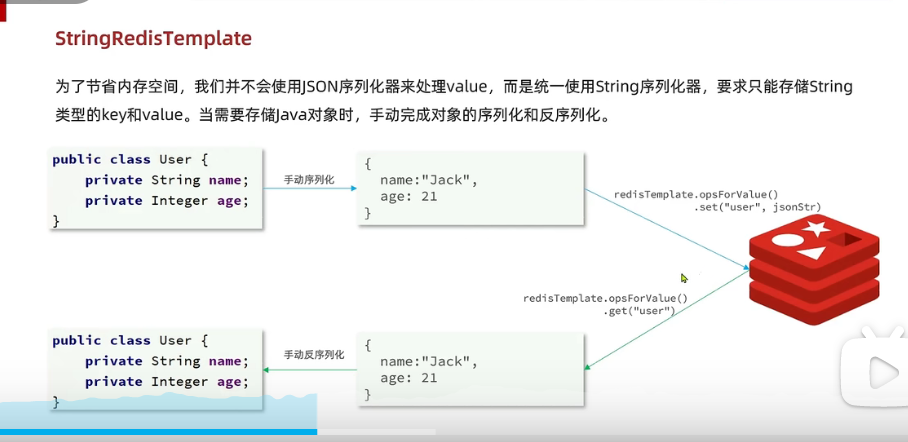 StringRedisTemplate
为了节省内存空间，我们并不会使用JSON序列化器来处理value，而是统一使用String序列化器，要求只能存储String
类型的key和value。当需要存储Java对象时，手动完成对象的序列化和反序列化。
public class User {
    private String name;
    private Integer age;
}
手动序列化
{
  name:"Jack",
  age: 21
}
redisTemplate.opsForValue()
.set("user", jsonStr)
redisTemplate.opsForValue()
.get("user")
public class User {
    private String name;
    private Integer age;
}
手动反序列化
{
  name:"Jack",
  age: 21
}